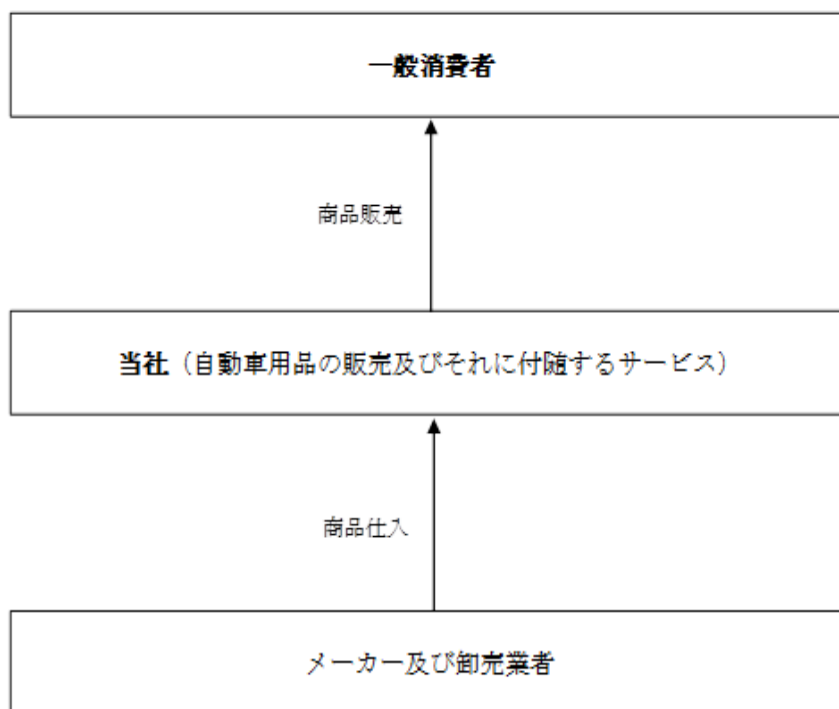 一般消費者
商品販売
当社（自動車用品の販売及びそれに付随するサービス）
商品仕入
メーカー及び卸売業者